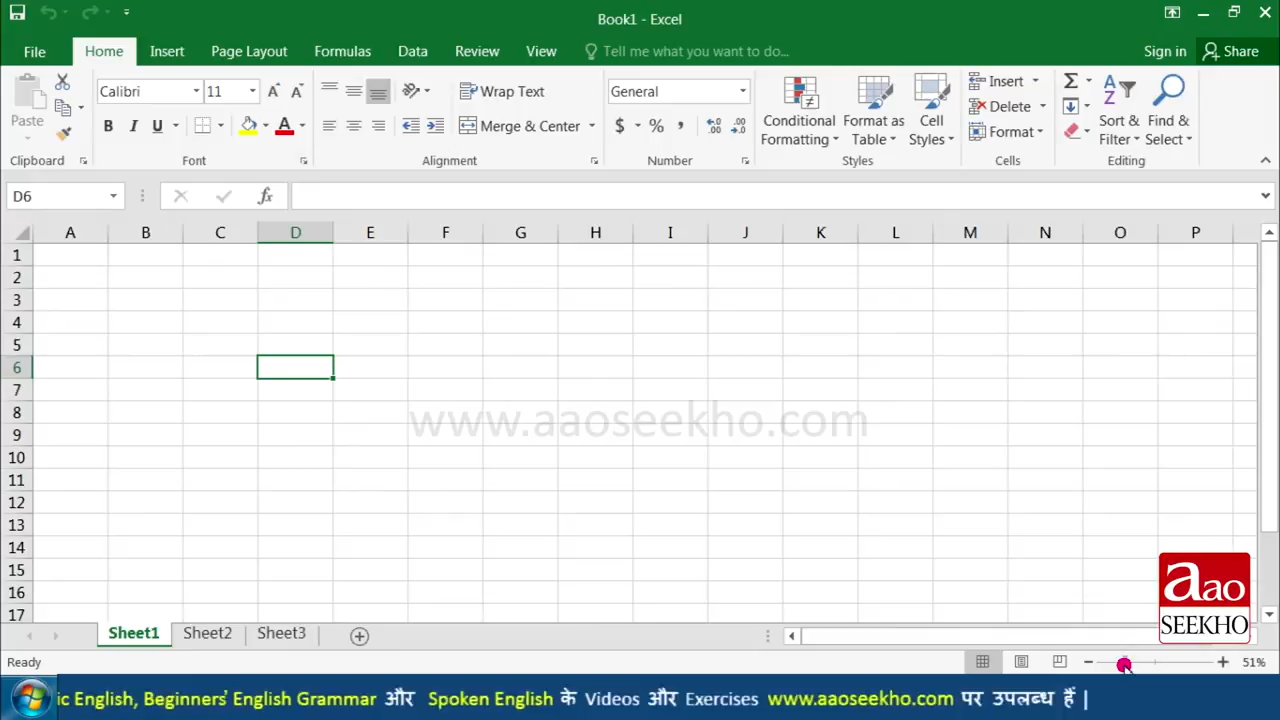 Book1 - Excel
File Home Insert Page Layout Formulas Data Review View Tell me what you want to do... Sign in Share
Calibri 11 Wrap Text General Insert
Paste B I U Merge & Center $ % , Conditional Formatting Format as Table Cell Styles Delete Format Sort & Filter Find & Select
Clipboard Font Alignment Number Styles Cells Editing
D6 fx
A B C D E F G H I J K L M N O P
1
2
3
4
5
6
7
8
9
10
11
12
13
14
15
16
17
www.aaoseekho.com
aao
SEEKHO
Sheet1 Sheet2 Sheet3
Ready 51%
ic English, Beginners' English Grammar और Spoken English के Videos और Exercises www.aaoseekho.com पर उपलब्ध हैं |